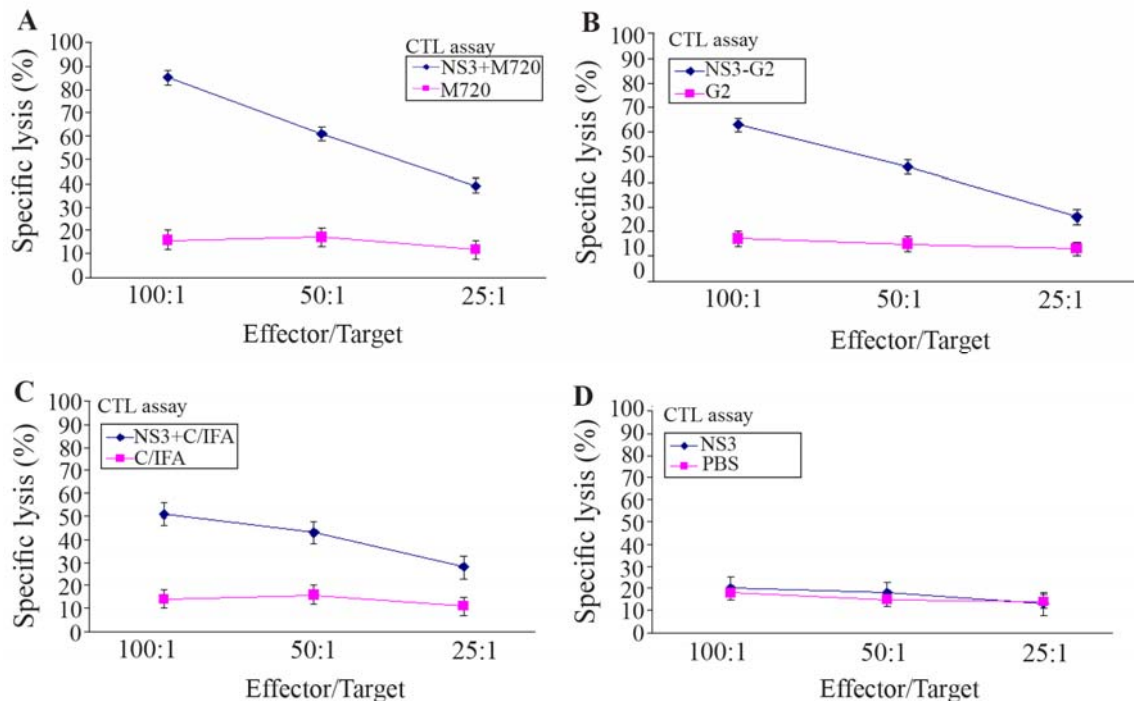 A
CTL assay
NS3+M720
M720
Specific lysis (%)
100
90
80
70
60
50
40
30
20
10
0
100:1 50:1 25:1
Effector/Target
B
CTL assay
NS3-G2
G2
Specific lysis (%)
100
90
80
70
60
50
40
30
20
10
0
100:1 50:1 25:1
Effector/Target
C
CTL assay
NS3+C/IFA
C/IFA
Specific lysis (%)
100
90
80
70
60
50
40
30
20
10
0
100:1 50:1 25:1
Effector/Target
D
CTL assay
NS3
PBS
Specific lysis (%)
100
90
80
70
60
50
40
30
20
10
0
100:1 50:1 25:1
Effector/Target